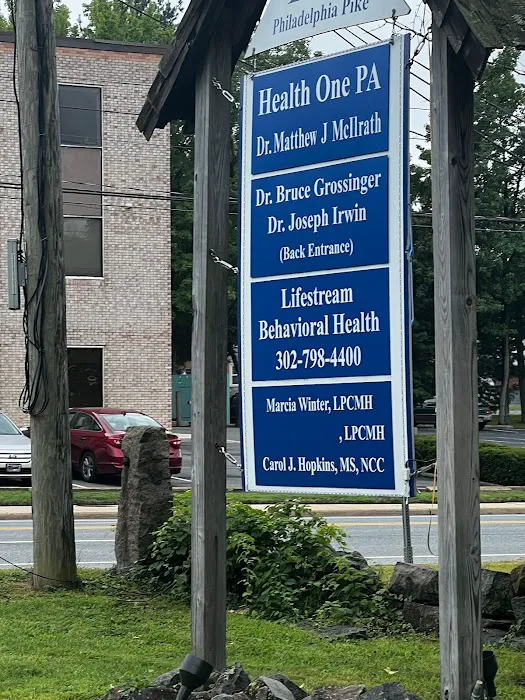 Philadelphia Pike
Health One PA
Dr. Matthew J McIlrath
Dr. Bruce Grossinger
Dr. Joseph Irwin
(Back Entrance)
Lifestream
Behavioral Health
302-798-4400
Marcia Winter, LPCMH
, LPCMH
Carol J. Hopkins, MS, NCC